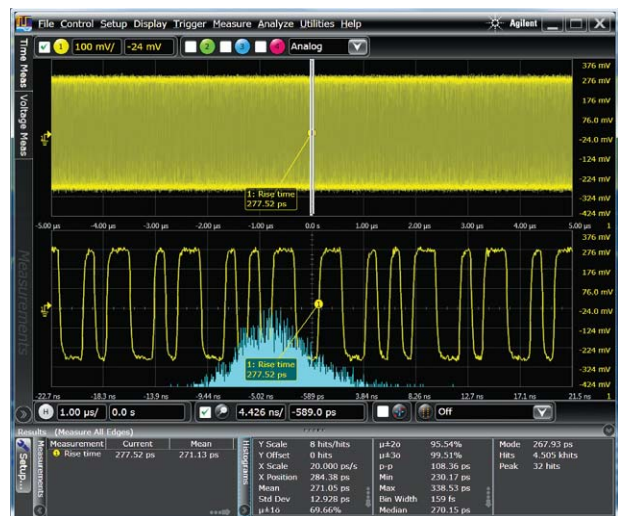 File Control Setup Display Trigger Measure Analyze Utilities Help Agilent
1 100 mV/ -24 mV 2 3 4 Analog
Time Meas
Voltage Meas
376 mV
276 mV
176 mV
76.0 mV
-24.0 mV
-124 mV
-224 mV
-324 mV
-424 mV
1: Rise time
277.52 ps
-5.00 µs -4.00 µs -3.00 µs -2.00 µs -1.00 µs 0.0 s 1.00 µs 2.00 µs 3.00 µs 4.00 µs 5.00 µs 1
Measurements
376 mV
276 mV
176 mV
76.0 mV
-24.0 mV
-124 mV
-224 mV
-324 mV
-424 mV
1
1: Rise time
277.52 ps
-22.7 ns -18.3 ns -13.9 ns -9.44 ns -5.02 ns -589 ps 3.84 ns 8.26 ns 12.7 ns 17.1 ns 21.5 ns 1
H 1.00 µs/ 0.0 s 4.426 ns/ -589.0 ps Off
Results (Measure All Edges)
Setup...
Measurements
Measurement Current Mean
1 Rise time 277.52 ps 271.13 ps
Histograms
Y Scale 8 hits/hits µ±2σ 95.54% Mode 267.93 ps
Y Offset 0 hits µ±3σ 99.51% Hits 4.505 khits
X Scale 20.000 ps/s p-p 108.36 ps Peak 32 hits
X Position 284.38 ps Min 230.17 ps
Mean 271.05 ps Max 338.53 ps
Std Dev 12.928 ps Bin Width 159 fs
µ±1σ 69.66% Median 270.15 ps